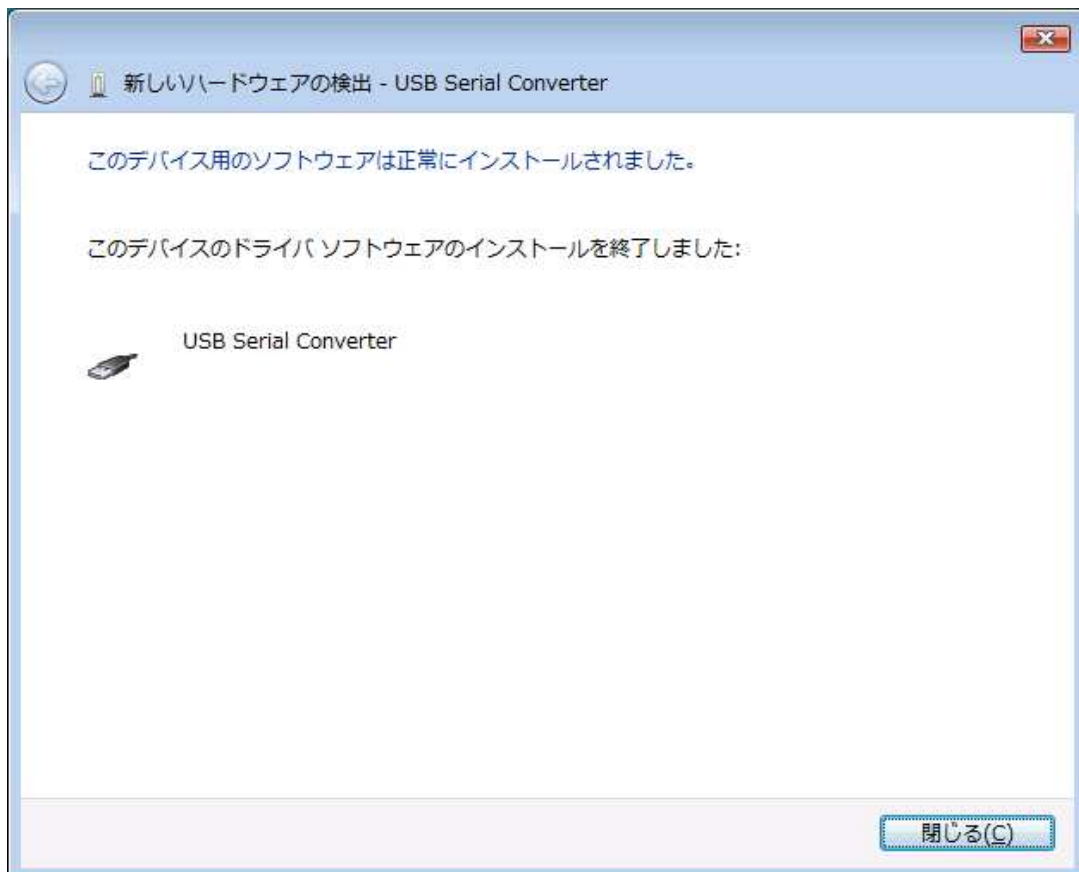 新しいハードウェアの検出 - USB Serial Converter
このデバイス用のソフトウェアは正常にインストールされました。
このデバイスのドライバ ソフトウェアのインストールを終了しました:
USB Serial Converter
閉じる(C)